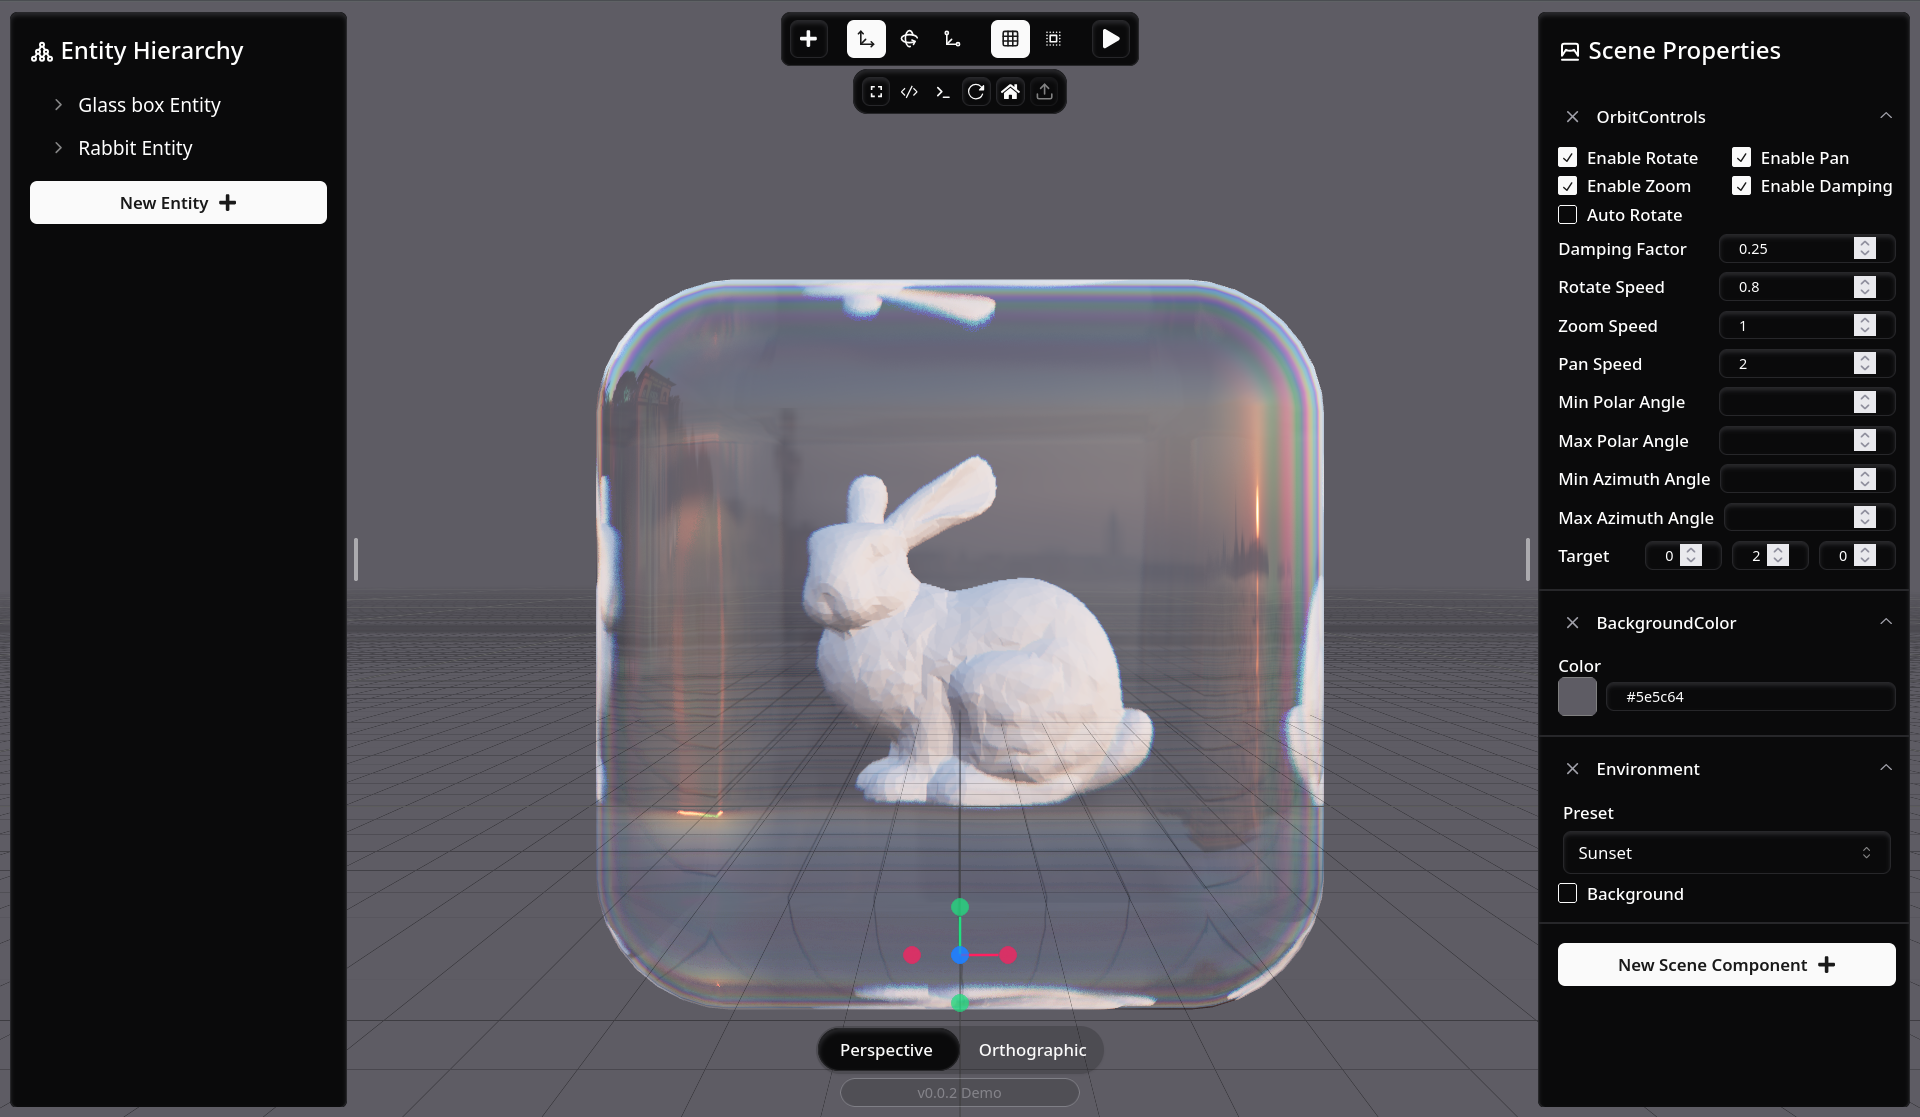 Entity Hierarchy
Glass box Entity
Rabbit Entity
New Entity
Perspective
Orthographic
v0.0.2 Demo
Scene Properties
OrbitControls
Enable Rotate
Enable Pan
Enable Zoom
Enable Damping
Auto Rotate
Damping Factor 0.25
Rotate Speed 0.8
Zoom Speed 1
Pan Speed 2
Min Polar Angle
Max Polar Angle
Min Azimuth Angle
Max Azimuth Angle
Target 0 2 0
BackgroundColor
Color
#5e5c64
Environment
Preset
Sunset
Background
New Scene Component